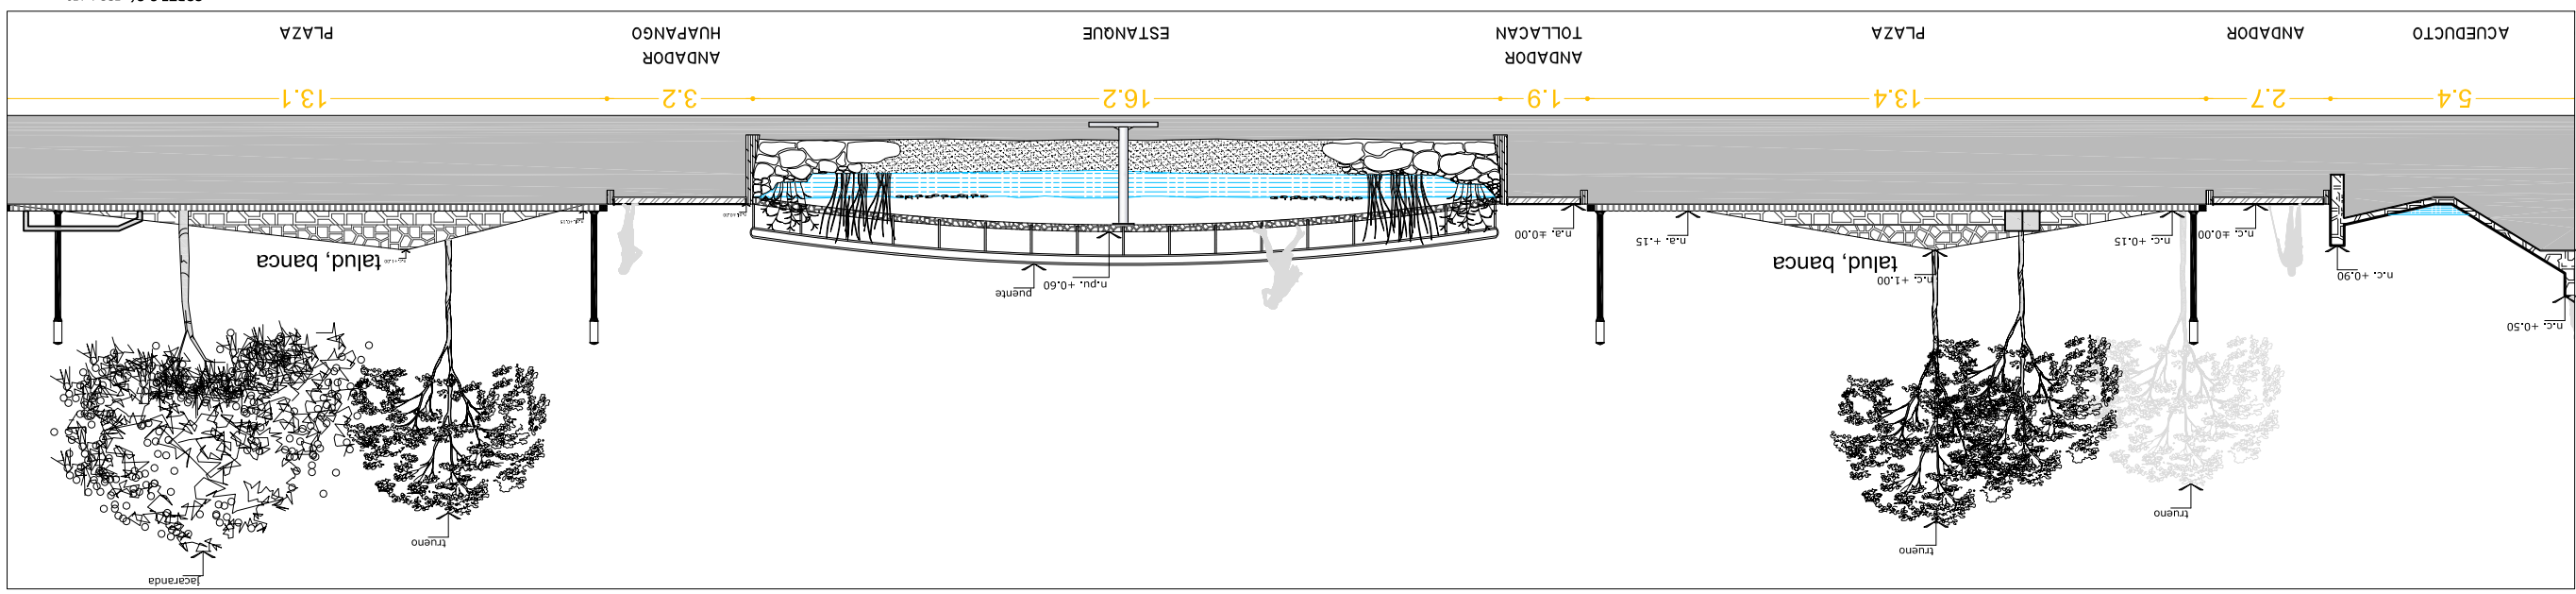 jacaranda
trueno
trueno
trueno
n.c. +0.50
puente
n.pu. +0.60
n.c. +1.00
n.c. +0.90
talud, banca
talud, banca
n.c. ±0.00
n.c. +0.15
n.a. +.15
n.a. ±0.00
5.4
2.7
13.4
1.9
16.2
3.2
13.1
ACUEDUCTO
ANDADOR
PLAZA
ANDADOR
TOLLACAN
ESTANQUE
ANDADOR
HUAPANGO
PLAZA